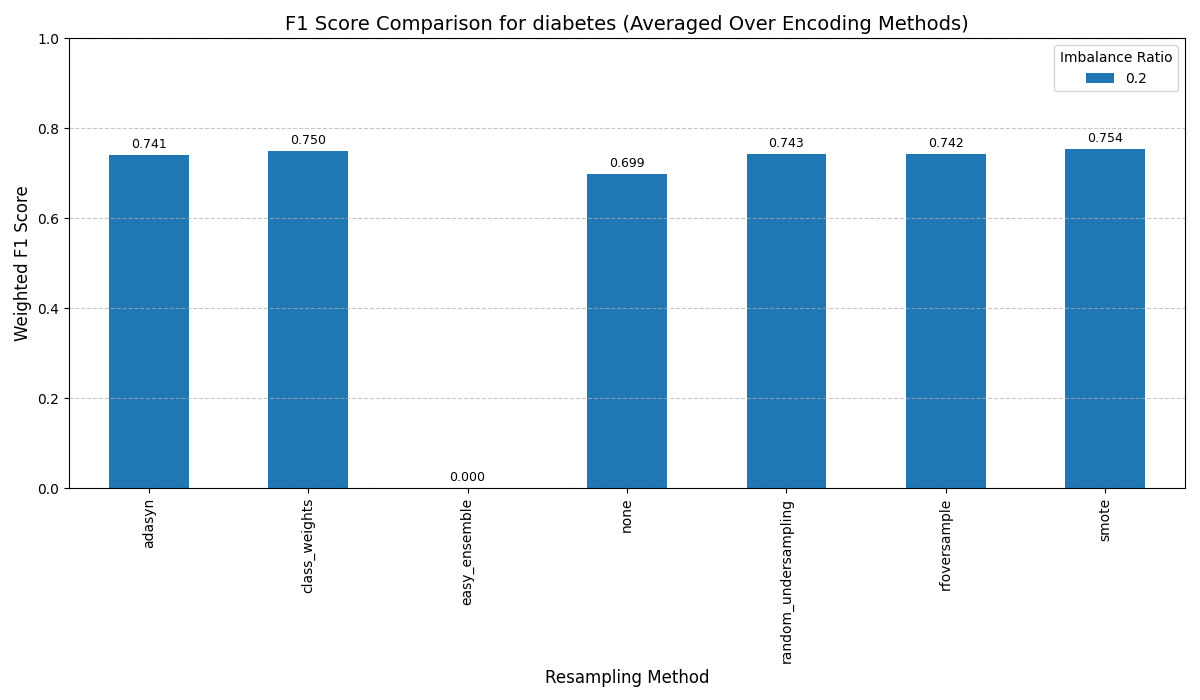 F1 Score Comparison for diabetes (Averaged Over Encoding Methods)
Weighted F1 Score
1.0
0.8
0.6
0.4
0.2
0.0
Imbalance Ratio
0.2
0.741
0.750
0.000
0.699
0.743
0.742
0.754
adasyn
class_weights
easy_ensemble
none
random_undersampling
rfoversample
smote
Resampling Method